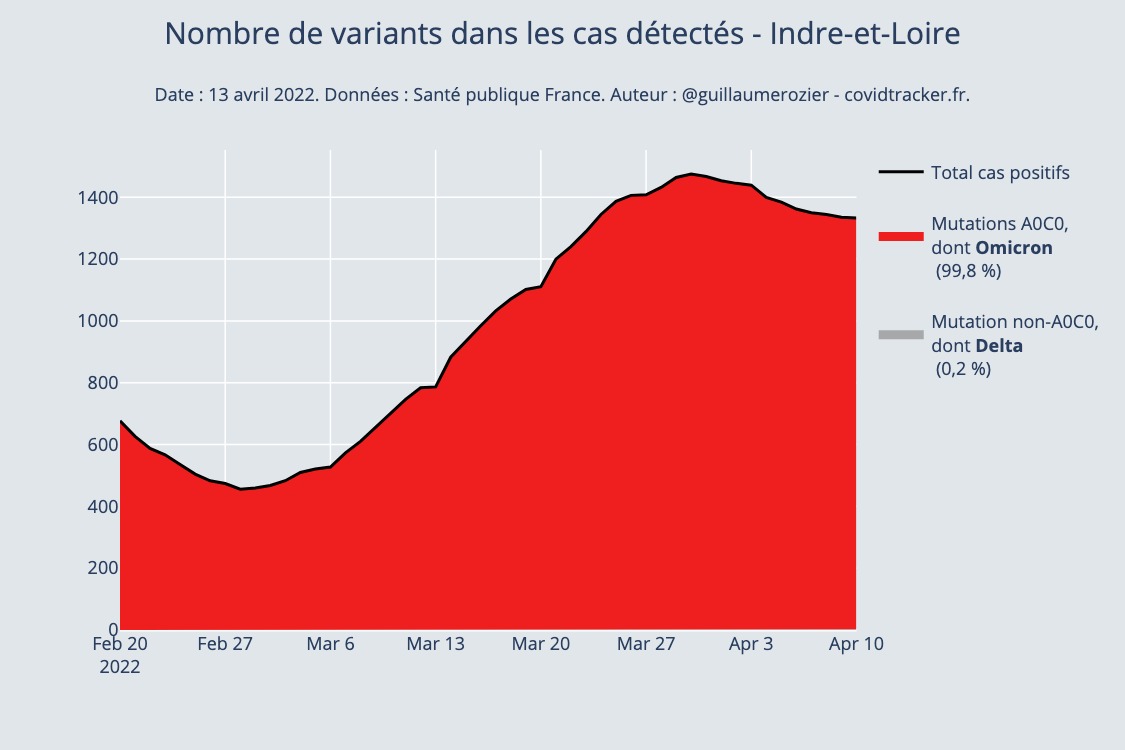 Nombre de variants dans les cas détectés - Indre-et-Loire
Date : 13 avril 2022. Données : Santé publique France. Auteur : @guillaumerozier - covidtracker.fr.
Total cas positifs
Mutations A0C0,
dont Omicron
(99,8 %)
Mutation non-A0C0,
dont Delta
(0,2 %)
1400
1200
1000
800
600
400
200
0
Feb 20 Feb 27 Mar 6 Mar 13 Mar 20 Mar 27 Apr 3 Apr 10
2022